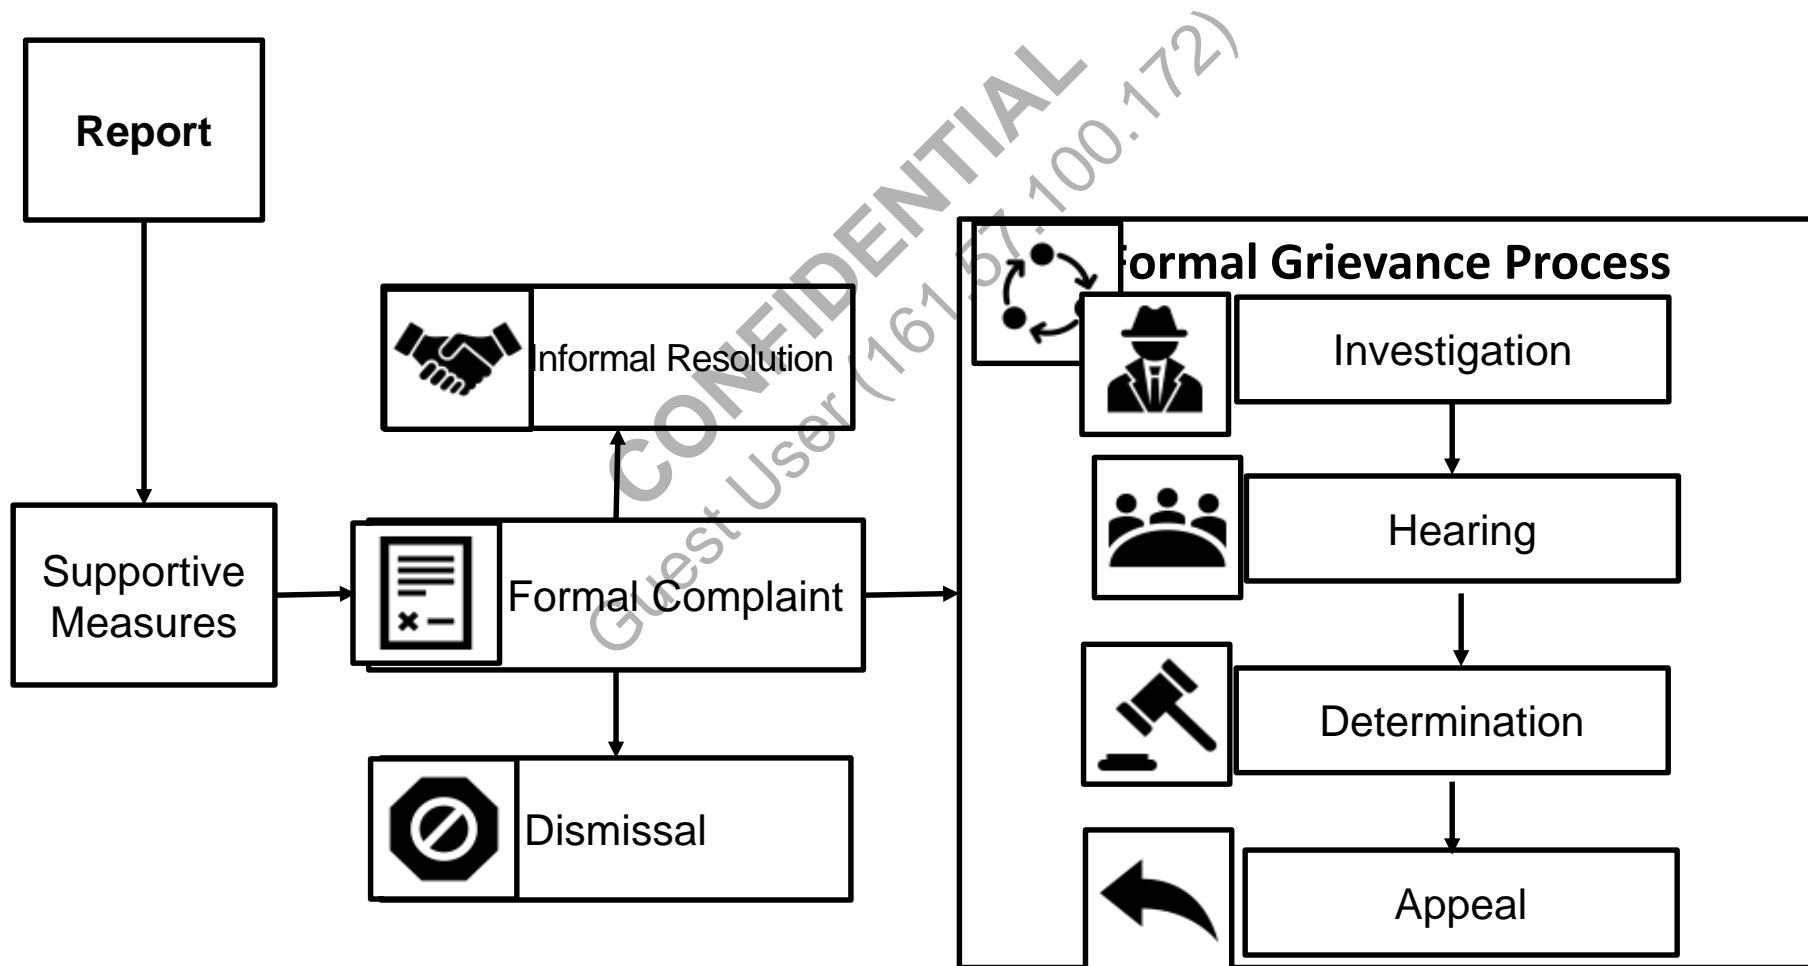 Report
CONFIDENTIAL
Guest User (161.57.100.172)
Formal Grievance Process
Informal Resolution
Investigation
Hearing
Supportive
Measures
Formal Complaint
Determination
Dismissal
Appeal